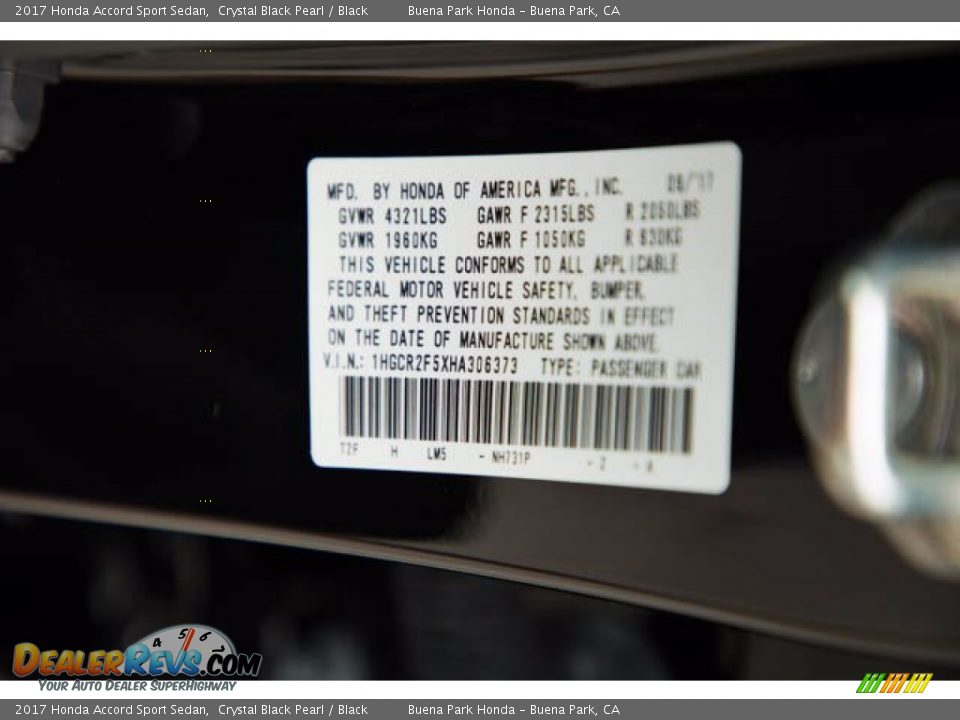 2017 Honda Accord Sport Sedan,  Crystal Black Pearl / Black  Buena Park Honda – Buena Park, CA
MFD. BY HONDA OF AMERICA MFG., INC.
GVWR 4321LBS GAWR F 2315LBS R 2050LBS
GVWR 1960KG GAWR F 1050KG R 930KG
THIS VEHICLE CONFORMS TO ALL APPLICABLE
FEDERAL MOTOR VEHICLE SAFETY, BUMPER,
AND THEFT PREVENTION STANDARDS IN EFFECT
ON THE DATE OF MANUFACTURE SHOWN ABOVE.
V.I.N.: 1HGCR2F5XHA306373 TYPE: PASSENGER CAR
T2F H LM5 - NH731P - 2 -
4 5 6
DEALERREVS.COM
YOUR AUTO DEALER SUPERHIGHWAY
2017 Honda Accord Sport Sedan,  Crystal Black Pearl / Black  Buena Park Honda – Buena Park, CA